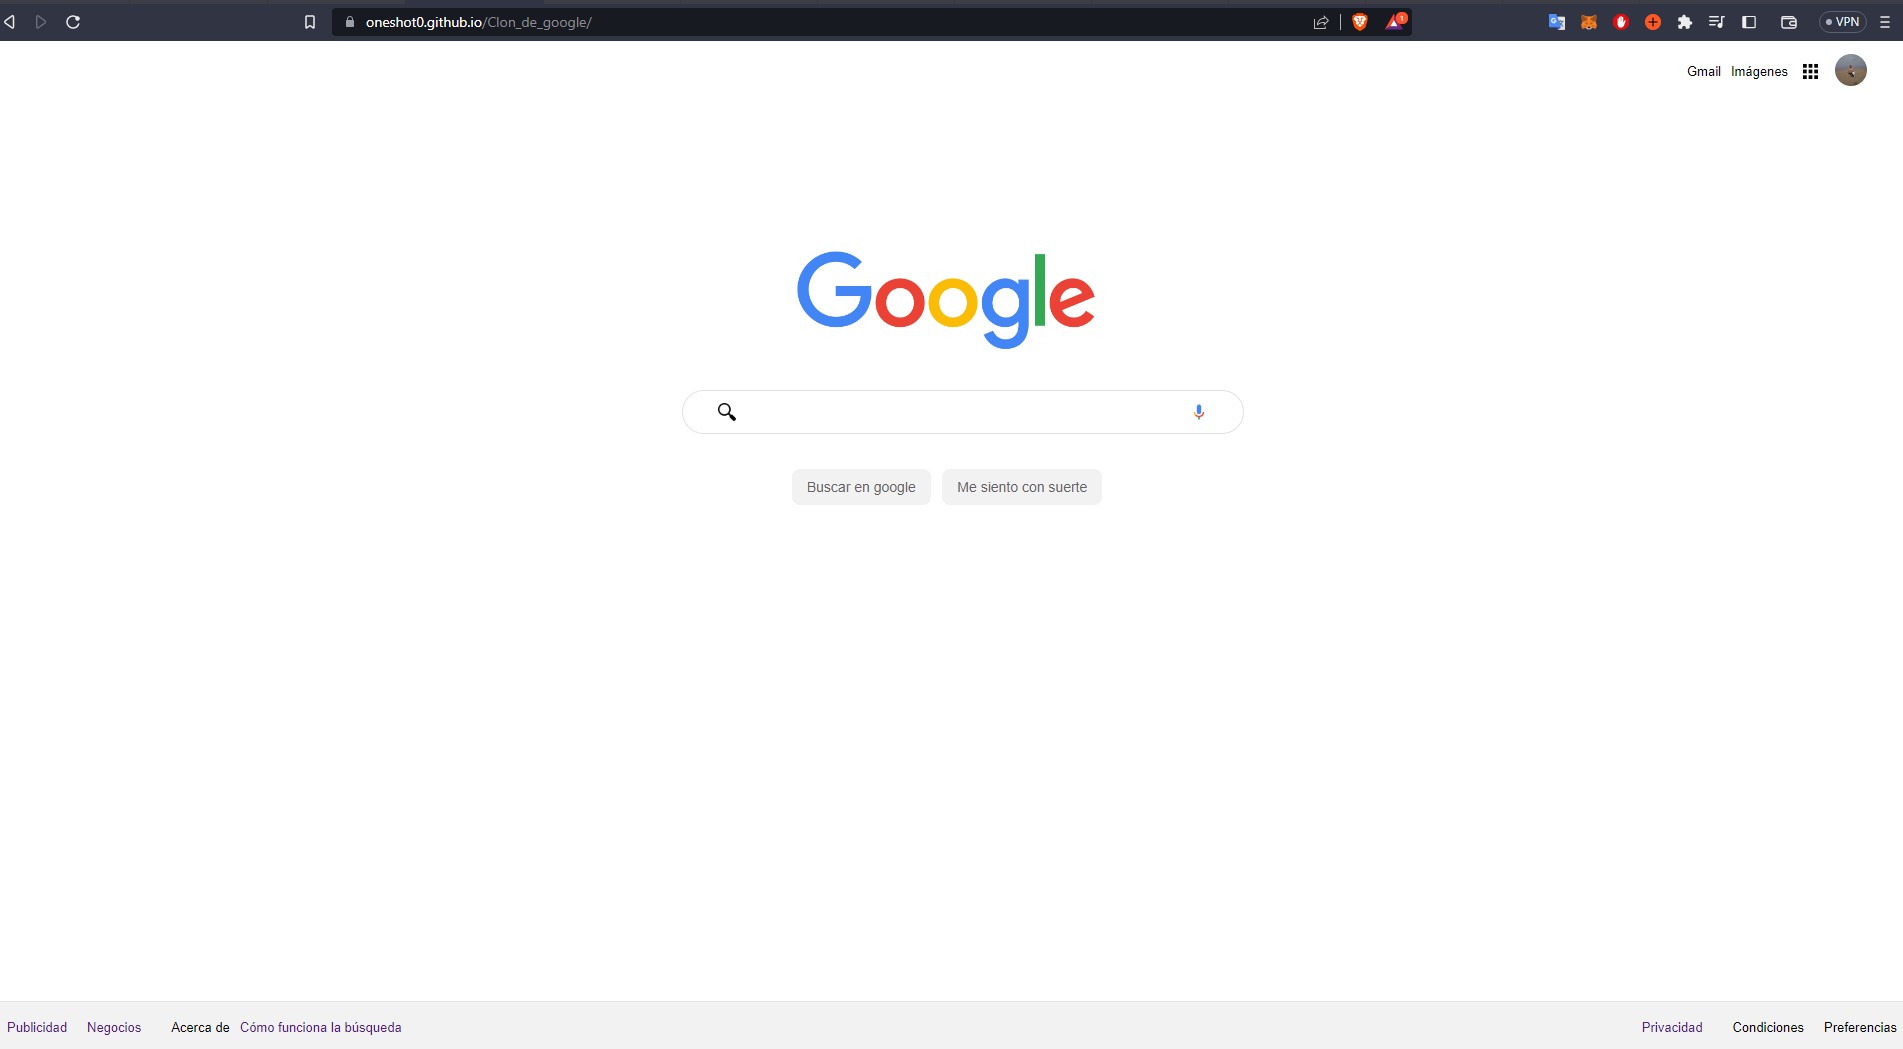 oneshot0.github.io/Clon_de_google/
1
VPN
Gmail Imágenes
Google
Buscar en google Me siento con suerte
Publicidad Negocios Acerca de Cómo funciona la búsqueda Privacidad Condiciones Preferencias